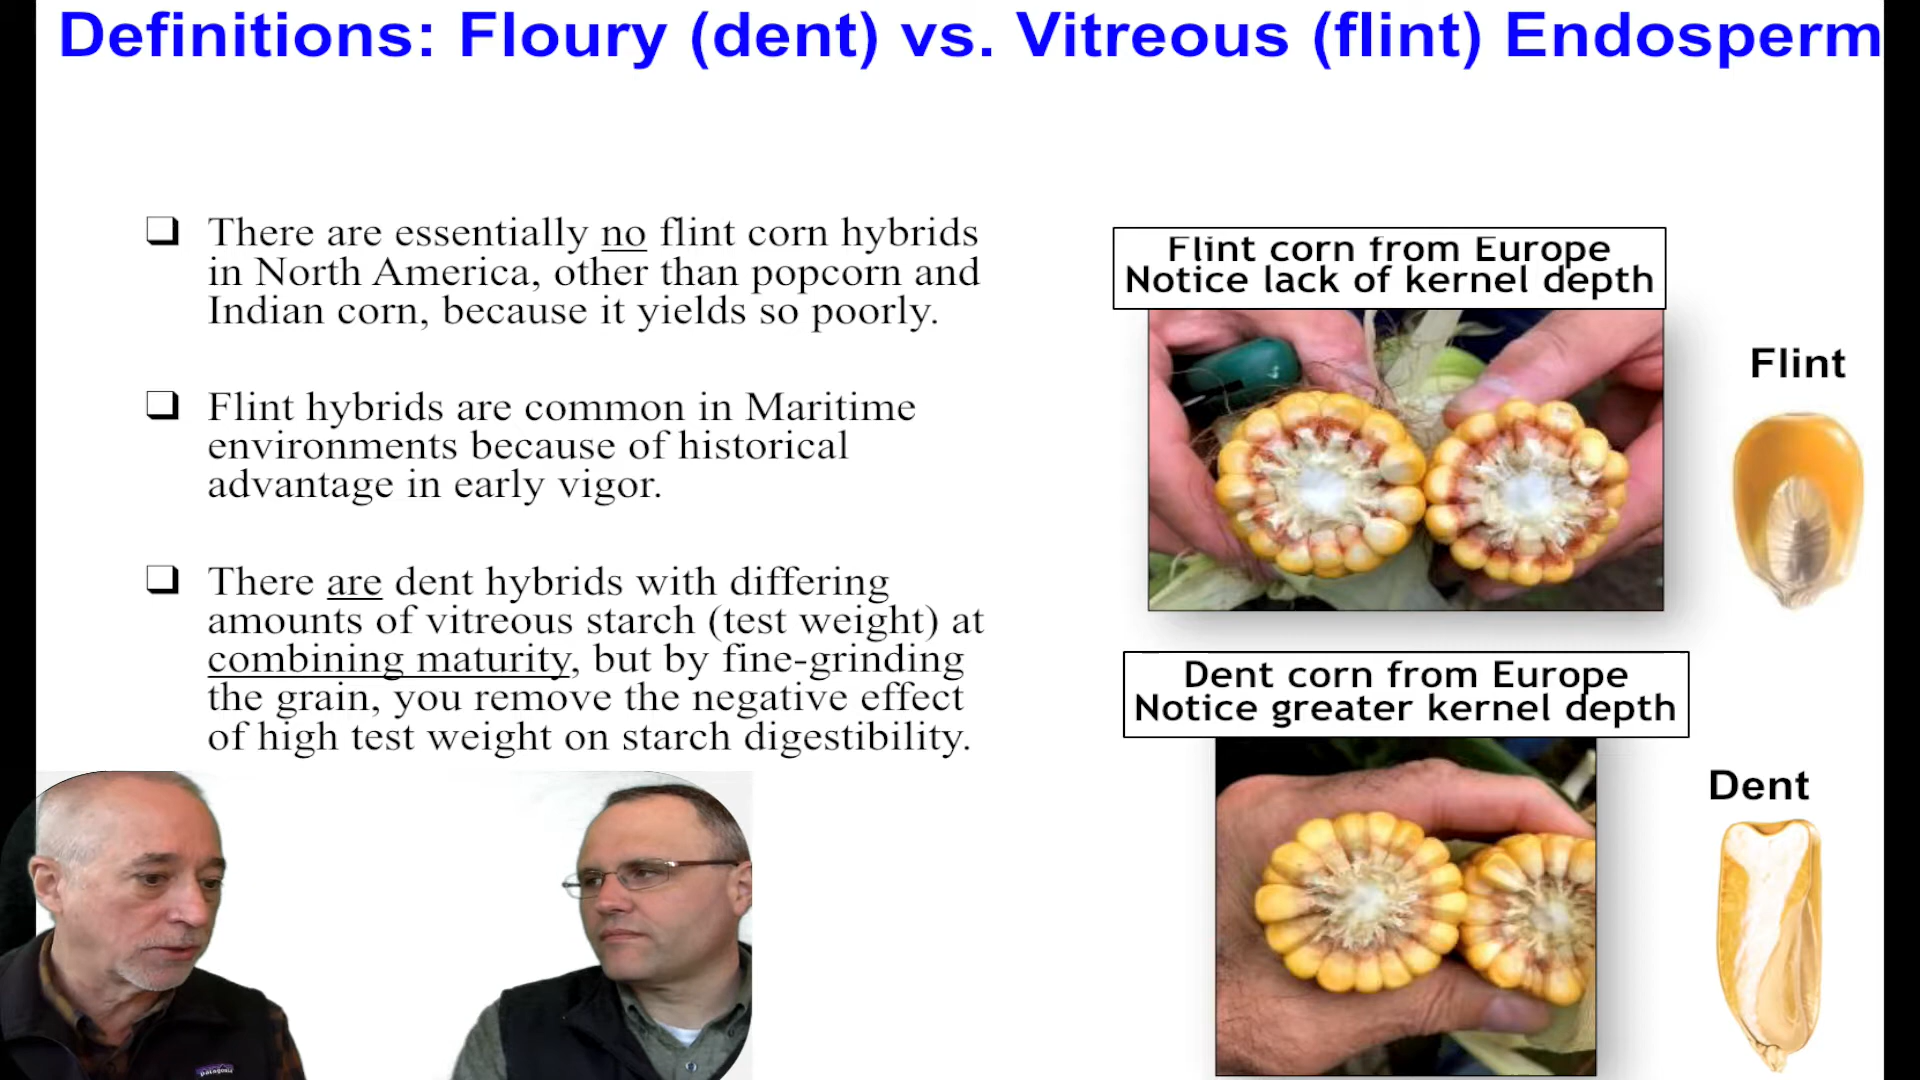 Definitions: Floury (dent) vs. Vitreous (flint) Endosperm
❑ There are essentially no flint corn hybrids
in North America, other than popcorn and
Indian corn, because it yields so poorly.
❑ Flint hybrids are common in Maritime
environments because of historical
advantage in early vigor.
❑ There are dent hybrids with differing
amounts of vitreous starch (test weight) at
combining maturity, but by fine-grinding
the grain, you remove the negative effect
of high test weight on starch digestibility.
Flint corn from Europe
Notice lack of kernel depth
Flint
Dent corn from Europe
Notice greater kernel depth
Dent
patagonia